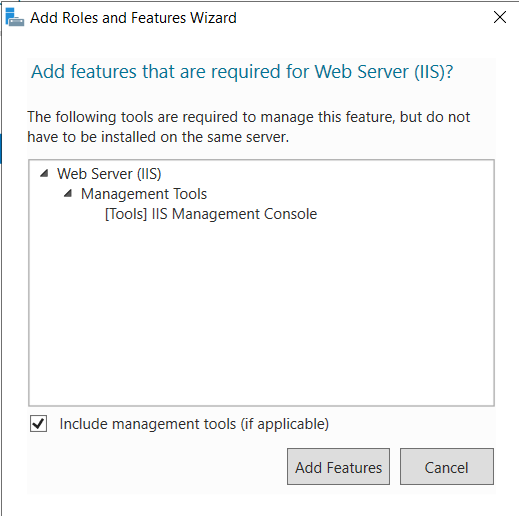 Add Roles and Features Wizard
Add features that are required for Web Server (IIS)?
The following tools are required to manage this feature, but do not
have to be installed on the same server.
Web Server (IIS)
Management Tools
[Tools] IIS Management Console
Include management tools (if applicable)
Add Features
Cancel